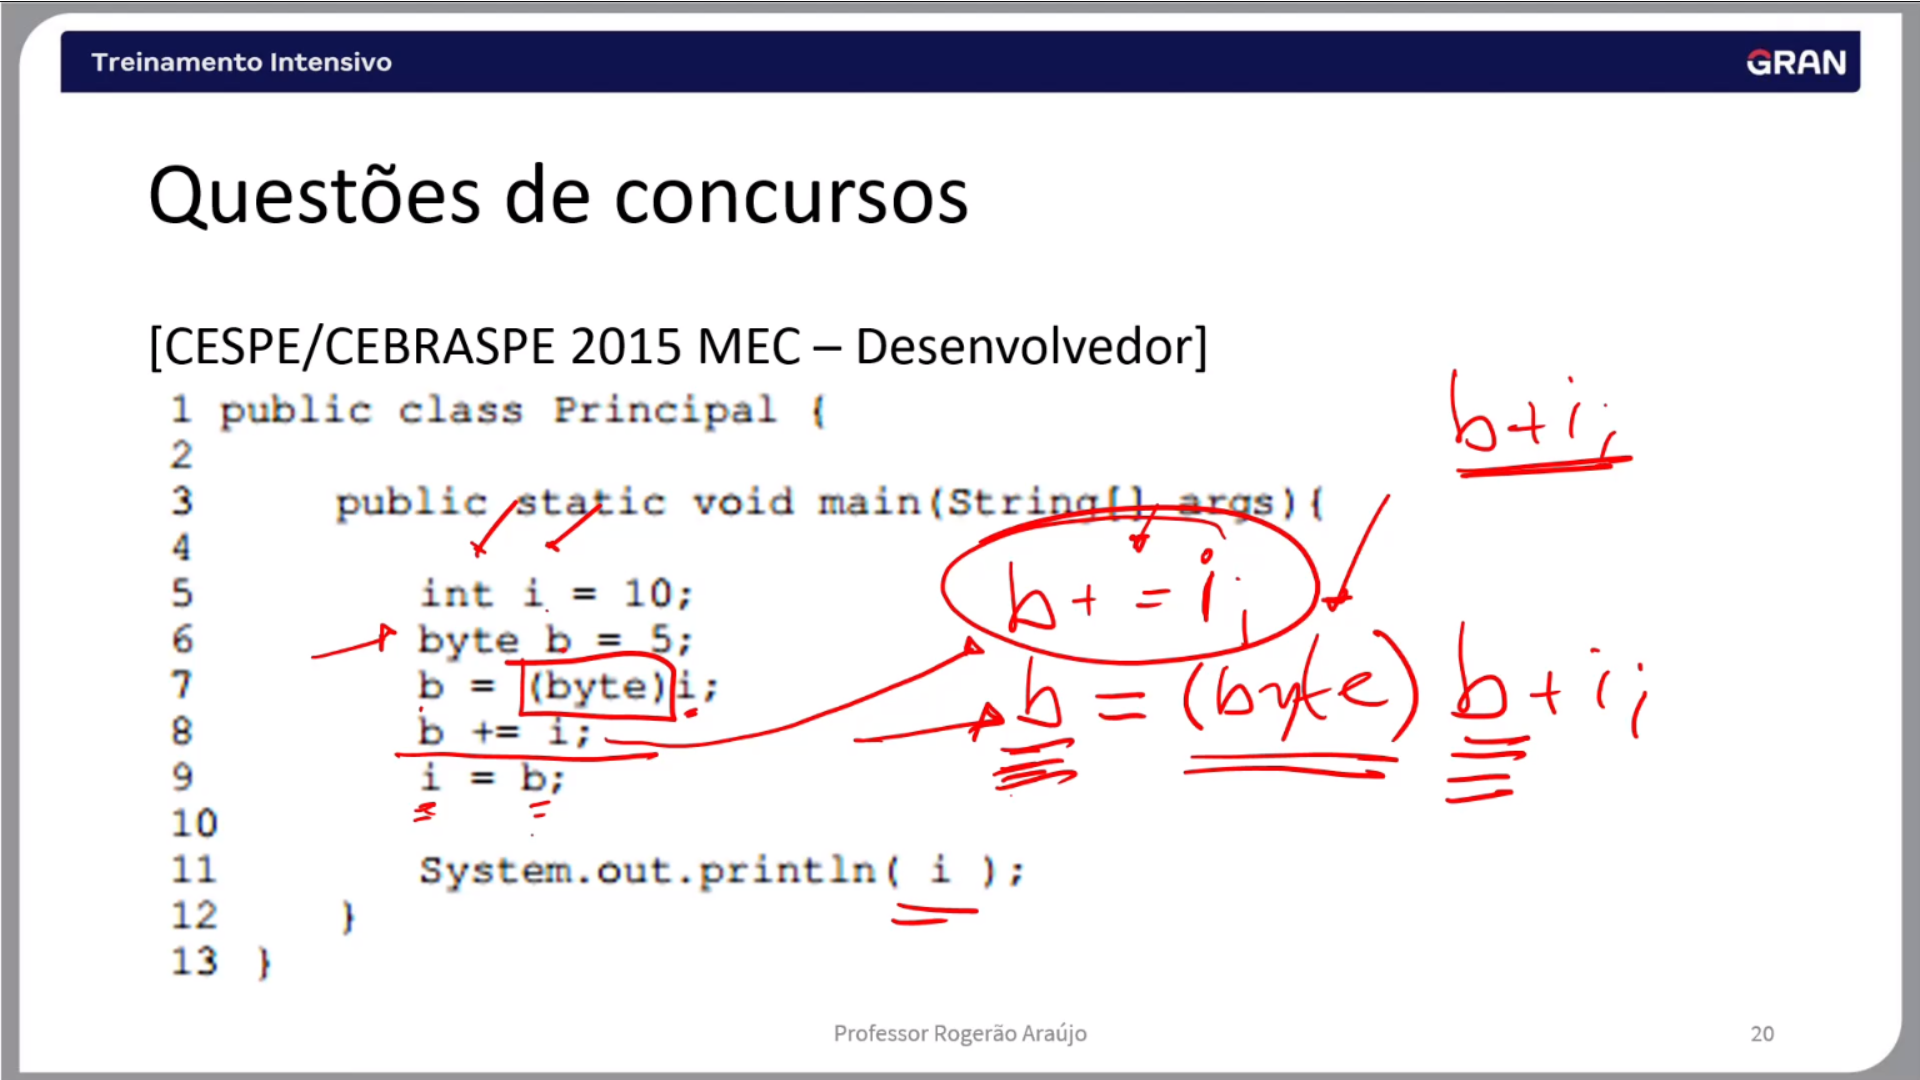 Treinamento Intensivo
GRAN
Questões de concursos
[CESPE/CEBRASPE 2015 MEC – Desenvolvedor]
1 public class Principal {
2
3 public static void main(String[] args){
4
5 int i = 10;
6 byte b = 5;
7 b = (byte)i;
8 b += i;
9 i = b;
10
11 System.out.println( i );
12 }
13 }
b+i;
b+=i;
b = (byte) b+i;
Professor Rogerão Araújo
20